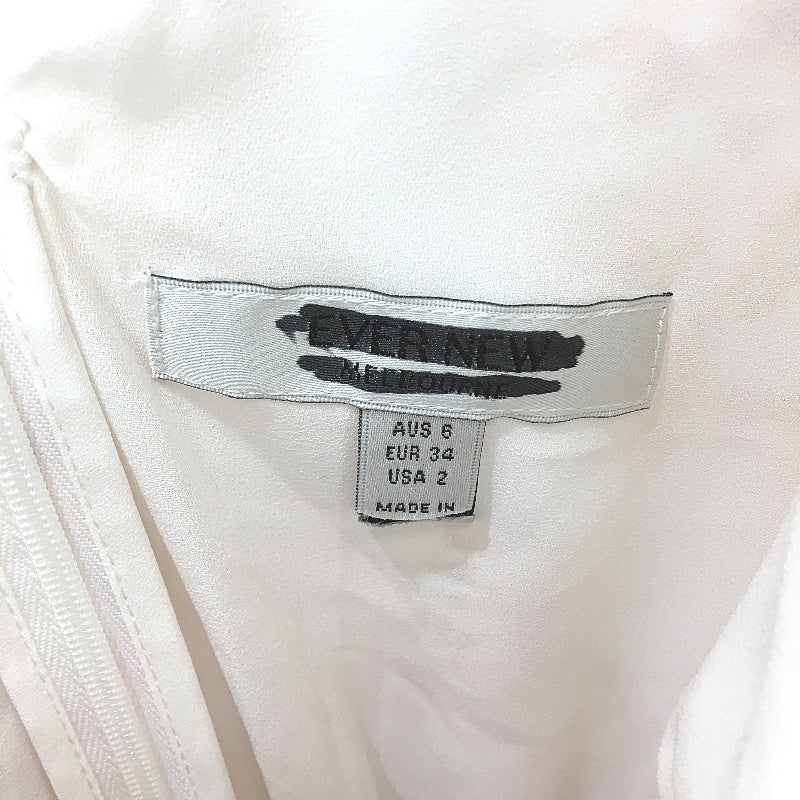 EVER NEW
MELBOURNE
AUS 6
EUR 34
USA 2
MADE IN